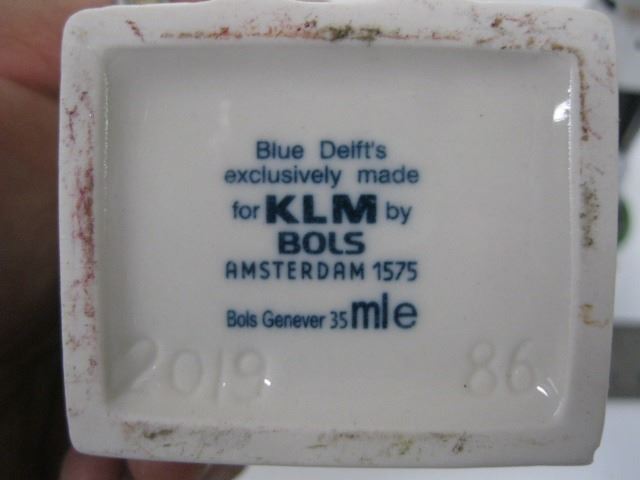 Blue Delft's
exclusively made
for KLM by
BOLS
AMSTERDAM 1575
Bols Genever 35 ml e
2019 86